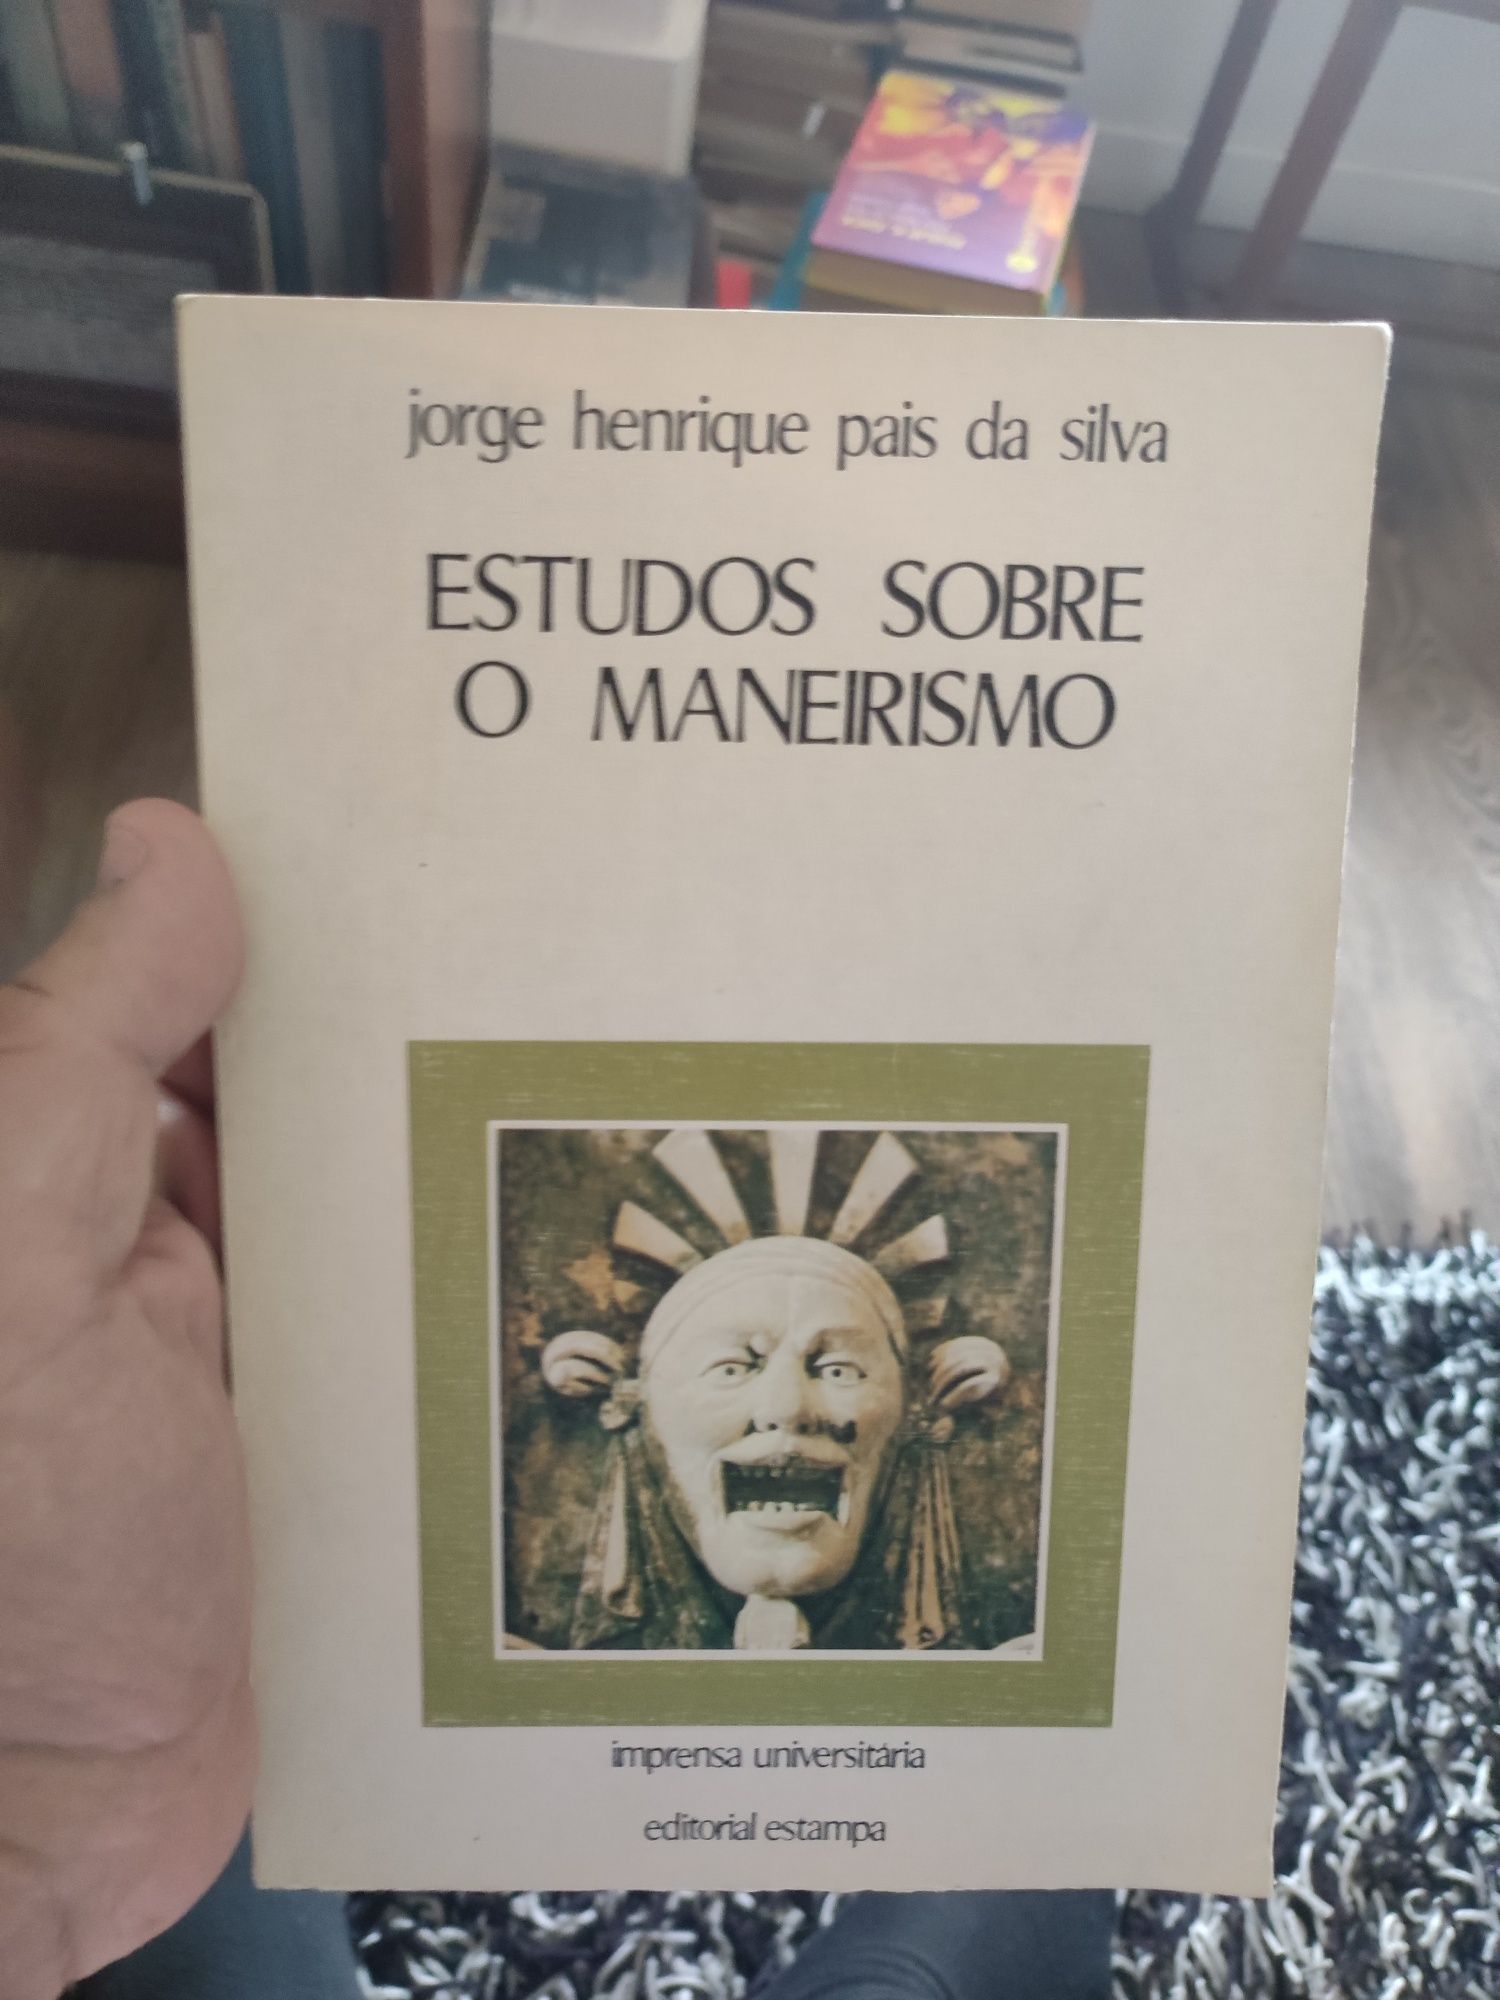 jorge henrique pais da silva
ESTUDOS SOBRE
O MANEIRISMO
imprensa universitária
editorial estampa